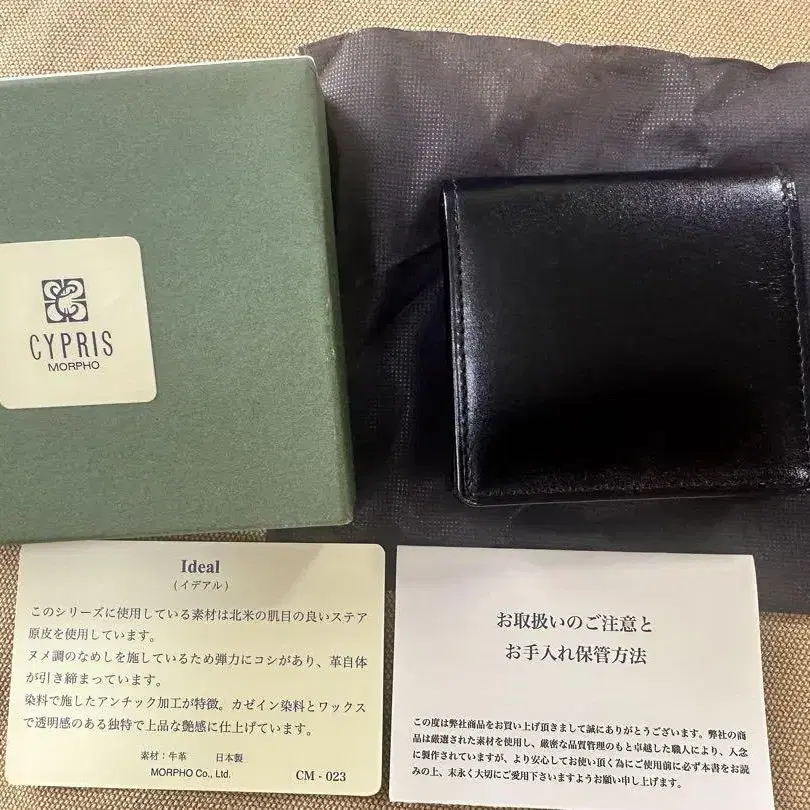 CYPRIS
MORPHO
Ideal
(イデアル)
このシリーズに使用している素材は北米の肌目の良いステア
原皮を使用しています。
ヌメ調のなめしを施しているため弾力にコシがあり、革自体
が引き締まっています。
染料で施したアンチック加工が特徴。カゼイン染料とワックス
で透明感のある独特で上品な艶感に仕上げています。
素材:牛革 日本製
MORPHO Co., Ltd. CM - 023
お取扱いのご注意と
お手入れ保管方法
この度は弊社商品をお買い上げ頂きまして誠にありがとうございます。弊社の商
品は厳選された素材を使用し、厳密な品質管理のもと卓越した職人により、入念
に製作されていますが、より安心してお使い頂く為にご使用前に必ず本書をお読
みの上、末永く大切にご愛用下さいますようお願い申し上げます。